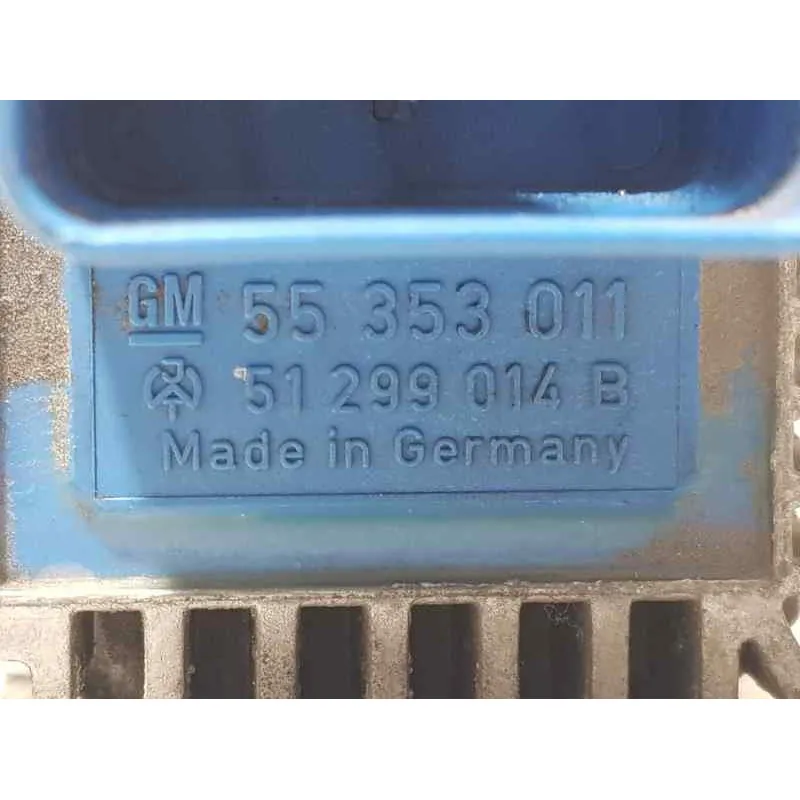 GM 55 353 011
51 299 014 B
Made in Germany